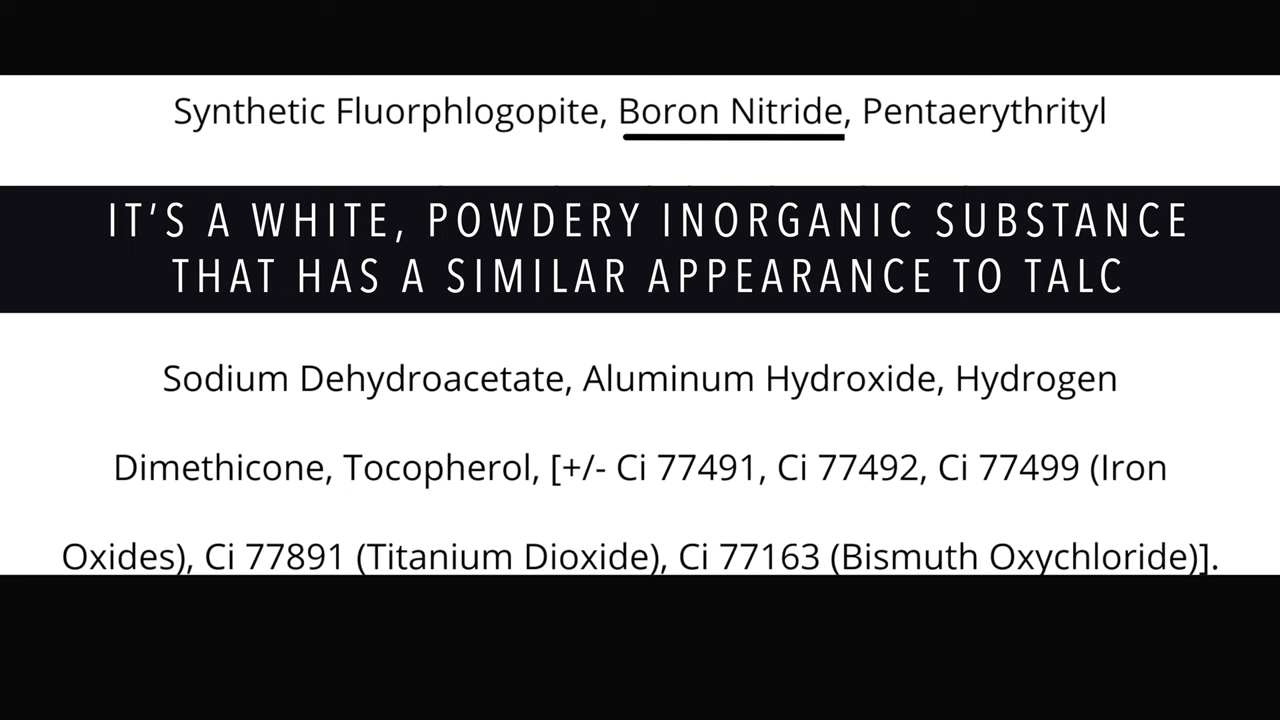 Synthetic Fluorphlogopite, Boron Nitride, Pentaerythrityl
IT'S A WHITE, POWDERY INORGANIC SUBSTANCE
THAT HAS A SIMILAR APPEARANCE TO TALC
Sodium Dehydroacetate, Aluminum Hydroxide, Hydrogen
Dimethicone, Tocopherol, [+/- Ci 77491, Ci 77492, Ci 77499 (Iron
Oxides), Ci 77891 (Titanium Dioxide), Ci 77163 (Bismuth Oxychloride)].